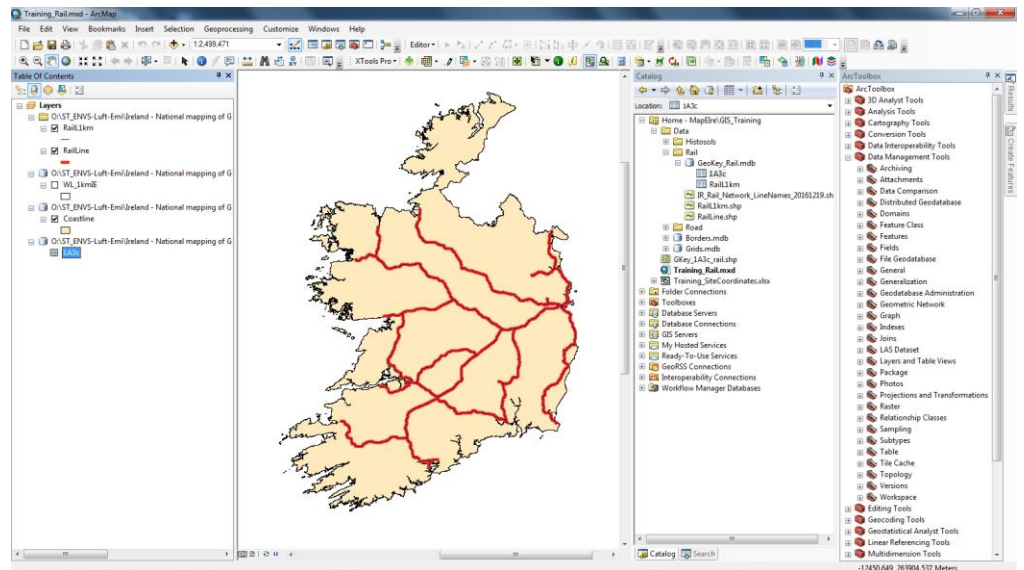 Training_Rail.mxd - ArcMap
File Edit View Bookmarks Insert Selection Geoprocessing Customize Windows Help
1:2,499,471
Editor
XTools Pro
Table Of Contents
Layers
O:\ST_ENVS-Luft-Emi\Ireland - National mapping of G
RailL1km
RailLine
O:\ST_ENVS-Luft-Emi\Ireland - National mapping of G
WL_1kmIE
O:\ST_ENVS-Luft-Emi\Ireland - National mapping of G
Coastline
O:\ST_ENVS-Luft-Emi\Ireland - National mapping of G
1A3c
Catalog
Location: 1A3c
Home - MapEIre\GIS_Training
Data
Histosols
Rail
GeoKey_Rail.mdb
1A3c
RailL1km
IR_Rail_Network_LineNames_20161219.sh
RailL1km.shp
RailLine.shp
Road
Borders.mdb
Grids.mdb
GKey_1A3c_rail.shp
Training_Rail.mxd
Training_SiteCoordinates.xlsx
Folder Connections
Toolboxes
Database Servers
Database Connections
GIS Servers
My Hosted Services
Ready-To-Use Services
GeoRSS Connections
Interoperability Connections
Workflow Manager Databases
Catalog Search
ArcToolbox
ArcToolbox
3D Analyst Tools
Analysis Tools
Cartography Tools
Conversion Tools
Data Interoperability Tools
Data Management Tools
Archiving
Attachments
Data Comparison
Distributed Geodatabase
Domains
Feature Class
Features
Fields
File Geodatabase
General
Generalization
Geodatabase Administration
Geometric Network
Graph
Indexes
Joins
LAS Dataset
Layers and Table Views
Package
Photos
Projections and Transformations
Raster
Relationship Classes
Sampling
Subtypes
Table
Tile Cache
Topology
Versions
Workspace
Editing Tools
Geocoding Tools
Geostatistical Analyst Tools
Linear Referencing Tools
Multidimension Tools
Results
Create Features
-12450,649 263904,537 Meters